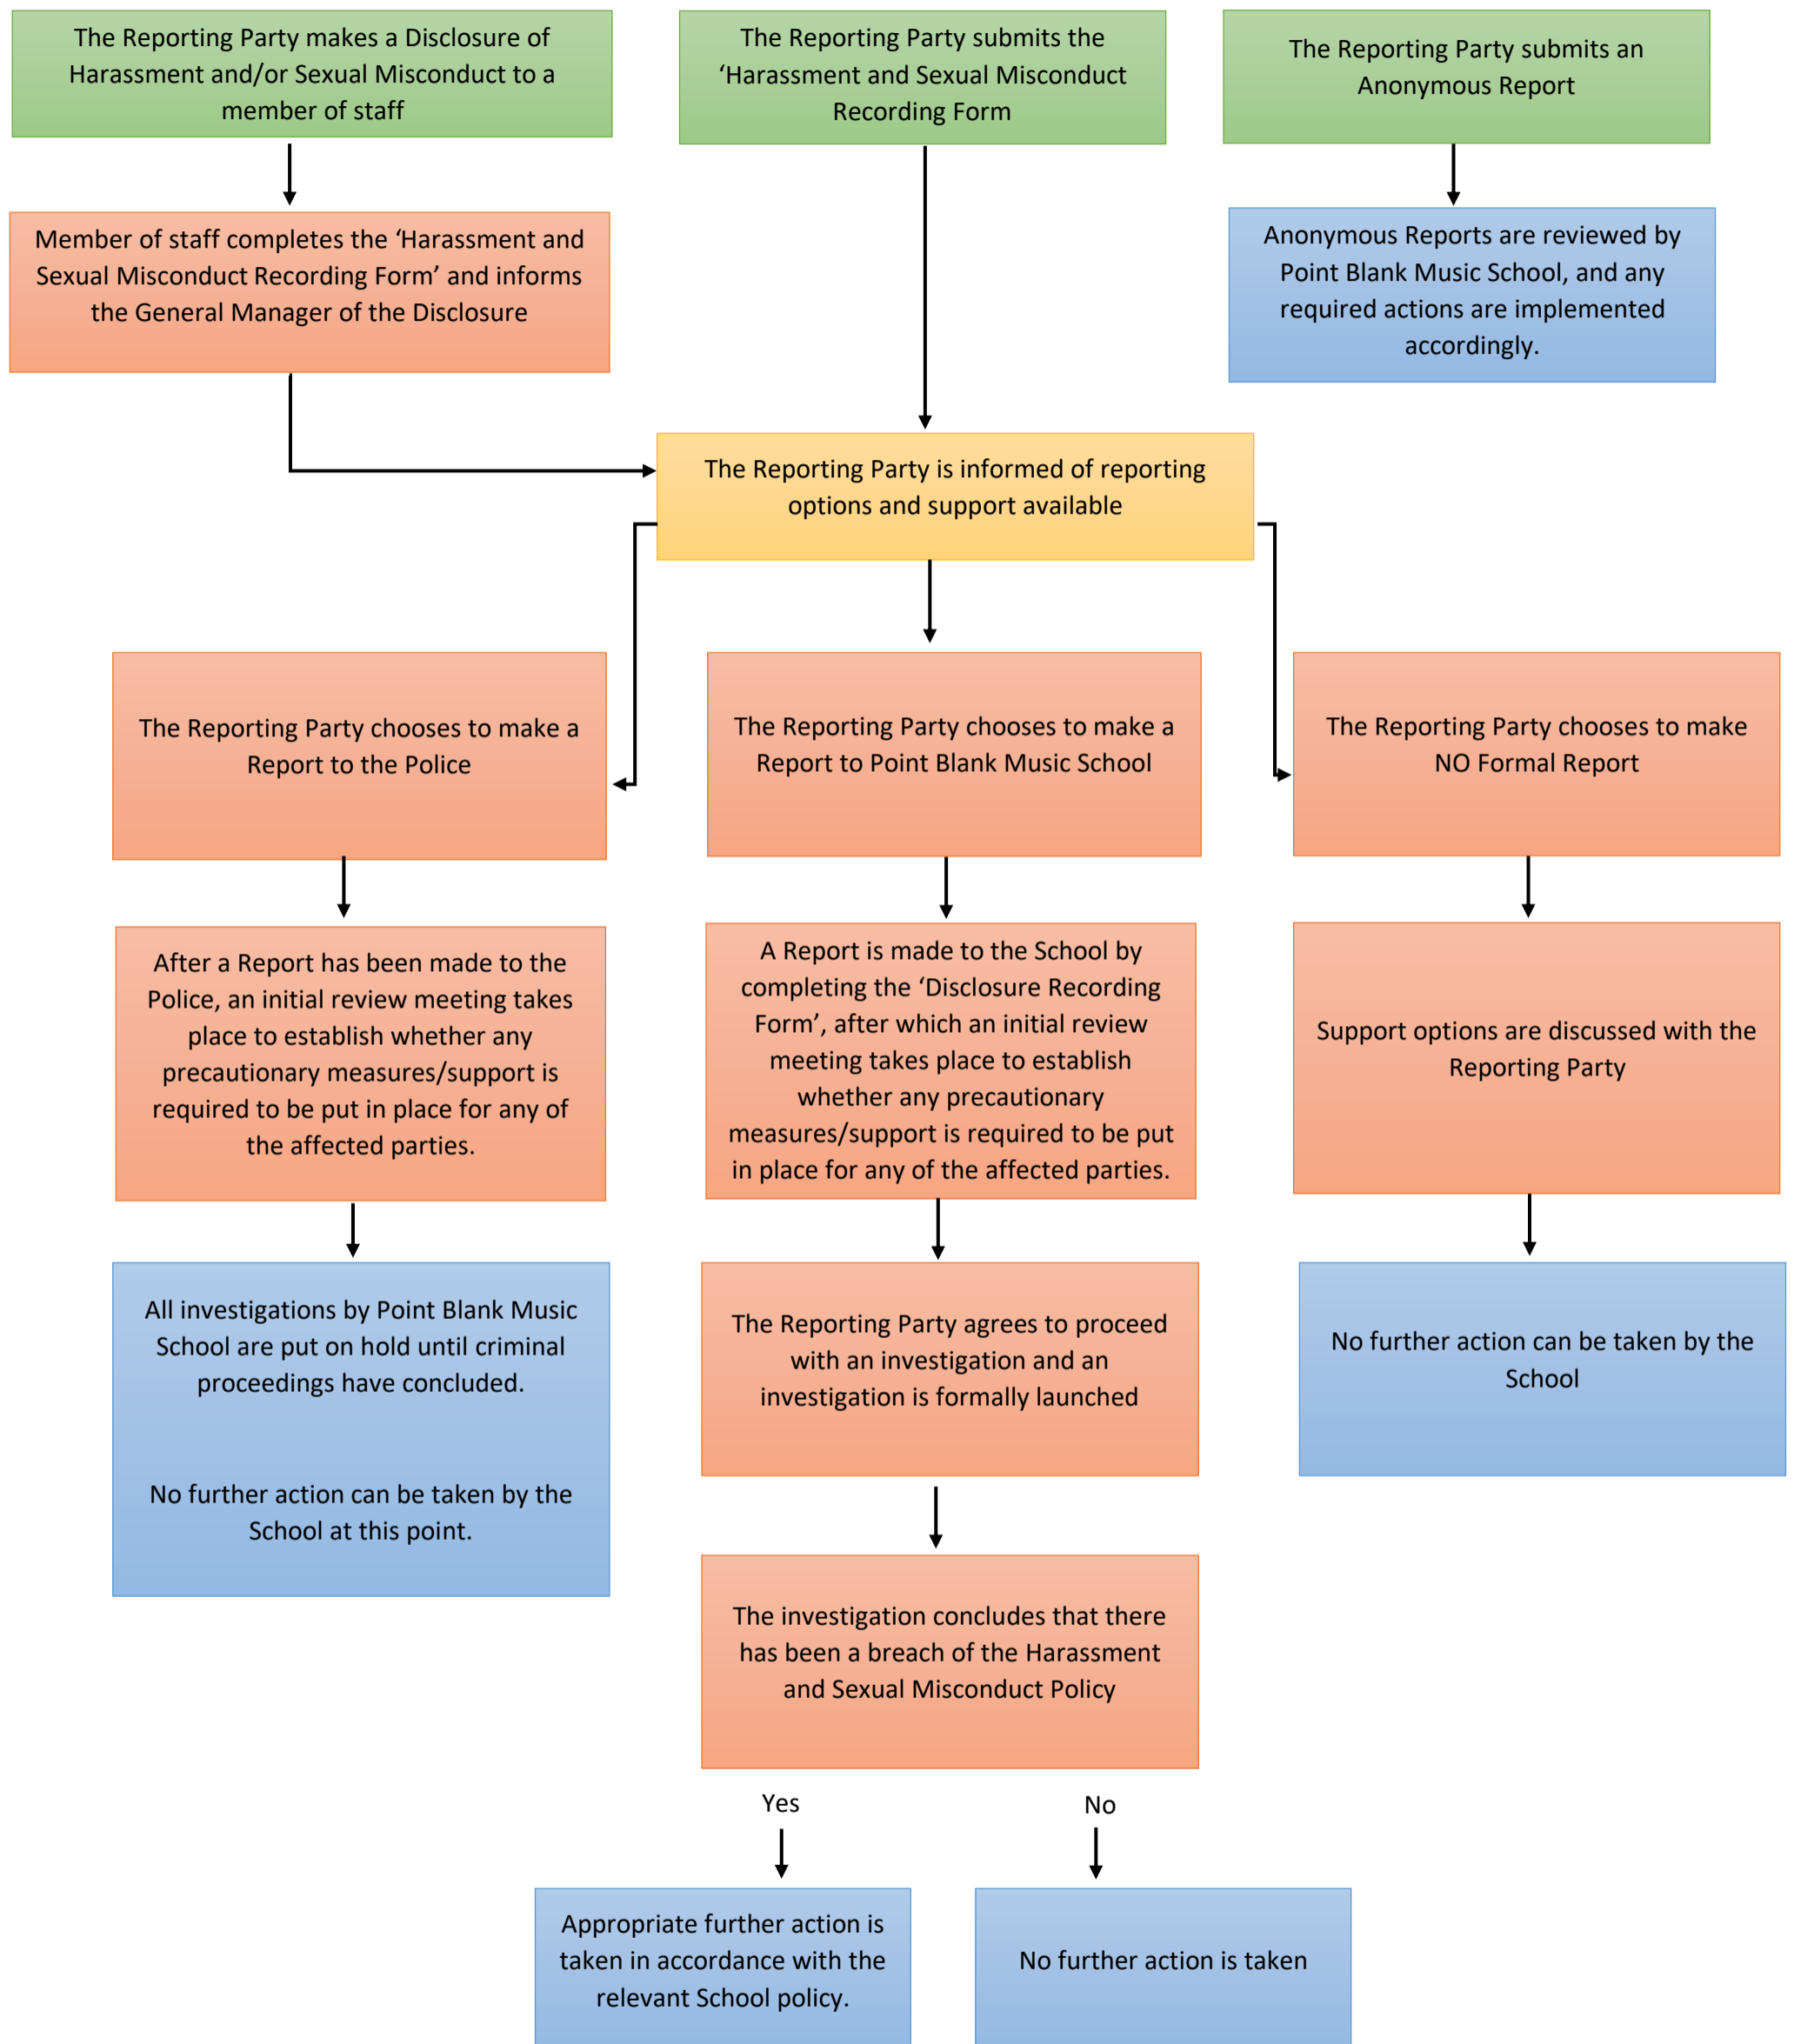 The Reporting Party makes a Disclosure of
Harassment and/or Sexual Misconduct to a
member of staff
The Reporting Party submits the
‘Harassment and Sexual Misconduct
Recording Form
The Reporting Party submits an
Anonymous Report
Member of staff completes the ‘Harassment and
Sexual Misconduct Recording Form’ and informs
the General Manager of the Disclosure
Anonymous Reports are reviewed by
Point Blank Music School, and any
required actions are implemented
accordingly.
The Reporting Party is informed of reporting
options and support available
The Reporting Party chooses to make a
Report to the Police
The Reporting Party chooses to make a
Report to Point Blank Music School
The Reporting Party chooses to make
NO Formal Report
After a Report has been made to the
Police, an initial review meeting takes
place to establish whether any
precautionary measures/support is
required to be put in place for any of
the affected parties.
A Report is made to the School by
completing the ‘Disclosure Recording
Form’, after which an initial review
meeting takes place to establish
whether any precautionary
measures/support is required to be put
in place for any of the affected parties.
Support options are discussed with the
Reporting Party
All investigations by Point Blank Music
School are put on hold until criminal
proceedings have concluded.
No further action can be taken by the
School at this point.
The Reporting Party agrees to proceed
with an investigation and an
investigation is formally launched
No further action can be taken by the
School
The investigation concludes that there
has been a breach of the Harassment
and Sexual Misconduct Policy
Yes
No
Appropriate further action is
taken in accordance with the
relevant School policy.
No further action is taken